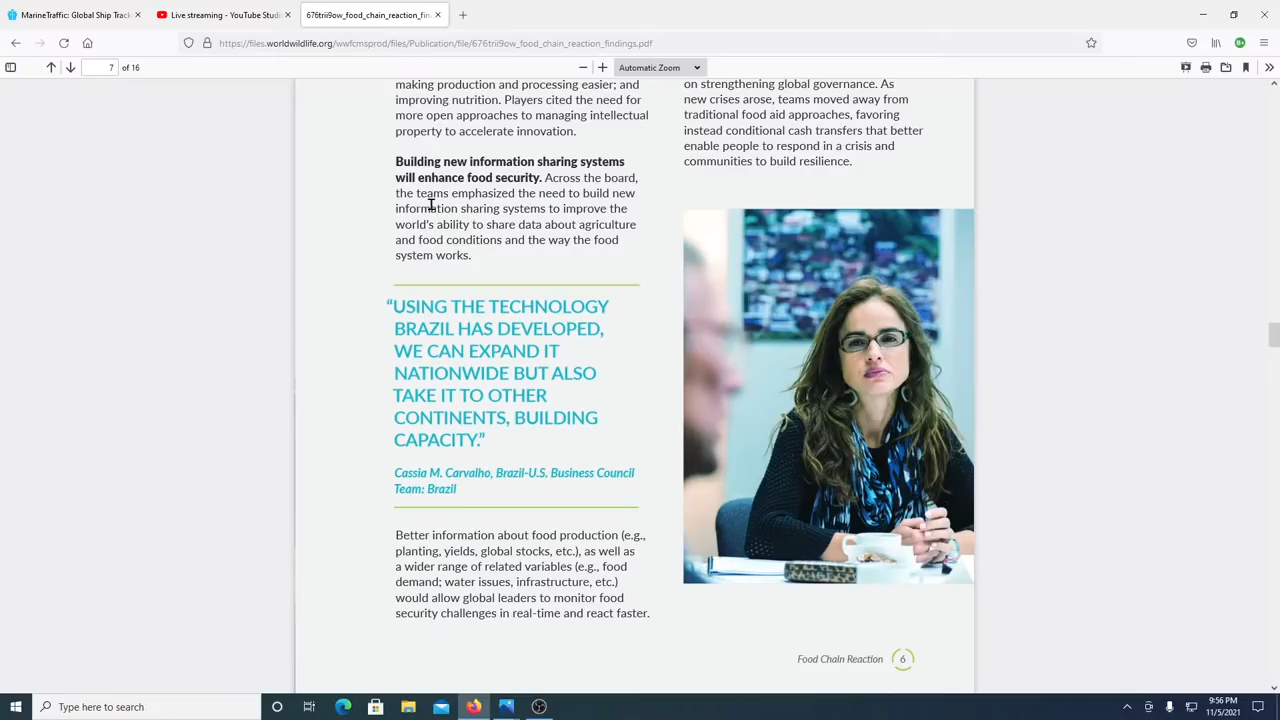 MarineTraffic: Global Ship Track
Live streaming - YouTube Studi
676trii9ow_food_chain_reaction_fin
https://files.worldwildlife.org/wwfcmsprod/files/Publication/file/676trii9ow_food_chain_reaction_findings.pdf
7 of 16
Automatic Zoom
making production and processing easier; and
improving nutrition. Players cited the need for
more open approaches to managing intellectual
property to accelerate innovation.
Building new information sharing systems
will enhance food security. Across the board,
the teams emphasized the need to build new
information sharing systems to improve the
world's ability to share data about agriculture
and food conditions and the way the food
system works.
“USING THE TECHNOLOGY
BRAZIL HAS DEVELOPED,
WE CAN EXPAND IT
NATIONWIDE BUT ALSO
TAKE IT TO OTHER
CONTINENTS, BUILDING
CAPACITY.”
Cassia M. Carvalho, Brazil-U.S. Business Council
Team: Brazil
Better information about food production (e.g.,
planting, yields, global stocks, etc.), as well as
a wider range of related variables (e.g., food
demand; water issues, infrastructure, etc.)
would allow global leaders to monitor food
security challenges in real-time and react faster.
on strengthening global governance. As
new crises arose, teams moved away from
traditional food aid approaches, favoring
instead conditional cash transfers that better
enable people to respond in a crisis and
communities to build resilience.
Food Chain Reaction 6
Type here to search
9:56 PM
11/5/2021